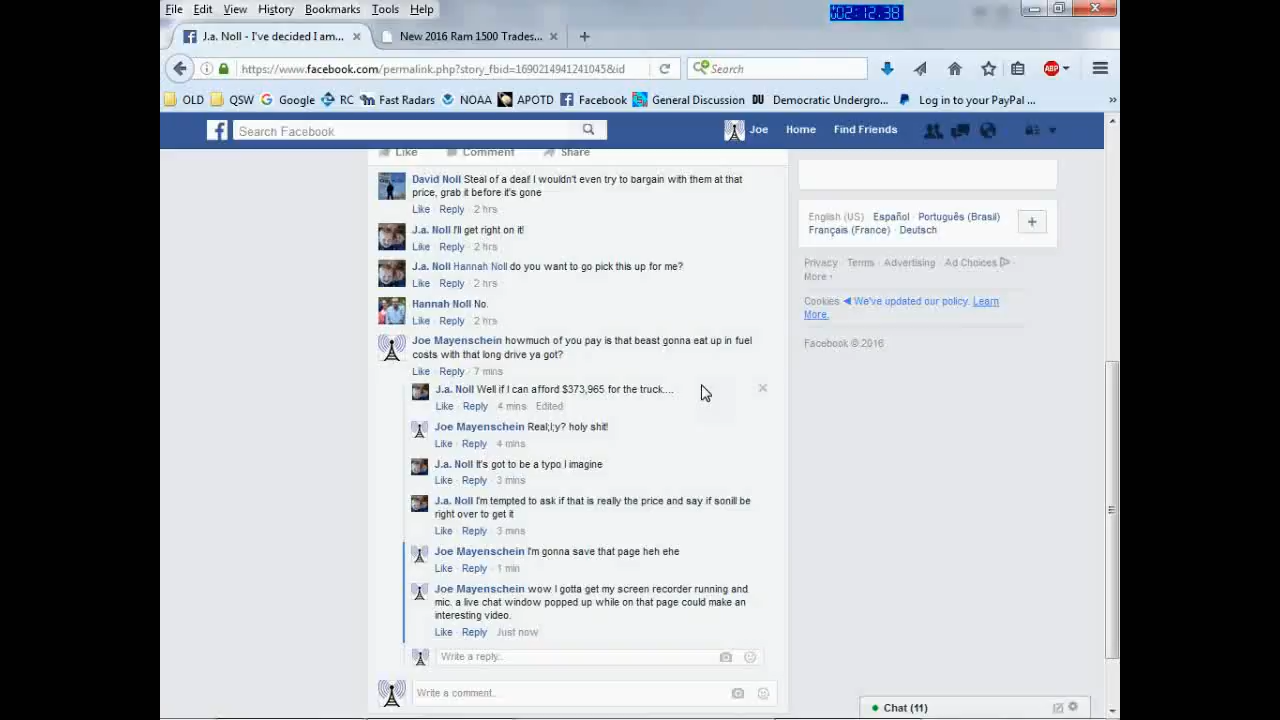 02:12.38
File Edit View History Bookmarks Tools Help
J.a. Noll - I've decided I am...
New 2016 Ram 1500 Trades...
https://www.facebook.com/permalink.php?story_fbid=1690214941241045&id
Search
ABP
OLD QSW Google RC Fast Radars NOAA APOTD Facebook General Discussion DU Democratic Undergro... Log in to your PayPal ... »
Search Facebook
Joe Home Find Friends
Like Comment Share
David Noll Steal of a deal! I wouldn't even try to bargain with them at that
price, grab it before it's gone
Like · Reply · 2 hrs
J.a. Noll I'll get right on it!
Like · Reply · 2 hrs
J.a. Noll Hannah Noll do you want to go pick this up for me?
Like · Reply · 2 hrs
Hannah Noll No.
Like · Reply · 2 hrs
Joe Mayenschein howmuch of you pay is that beast gonna eat up in fuel
costs with that long drive ya got?
Like · Reply · 7 mins
J.a. Noll Well if I can afford $373,965 for the truck....
Like · Reply · 4 mins · Edited
Joe Mayenschein Real;l;y? holy shit!
Like · Reply · 4 mins
J.a. Noll It's got to be a typo I imagine
Like · Reply · 3 mins
J.a. Noll I'm tempted to ask if that is really the price and say if sonill be
right over to get it
Like · Reply · 3 mins
Joe Mayenschein I'm gonna save that page heh ehe
Like · Reply · 1 min
Joe Mayenschein wow I gotta get my screen recorder running and
mic. a live chat window popped up while on that page could make an
interesting video.
Like · Reply · Just now
Write a reply...
Write a comment...
English (US) · Español · Português (Brasil) ·
Français (France) · Deutsch
Privacy · Terms · Advertising · Ad Choices ·
More
Cookies We've updated our policy. Learn
More.
Facebook © 2016
Chat (11)